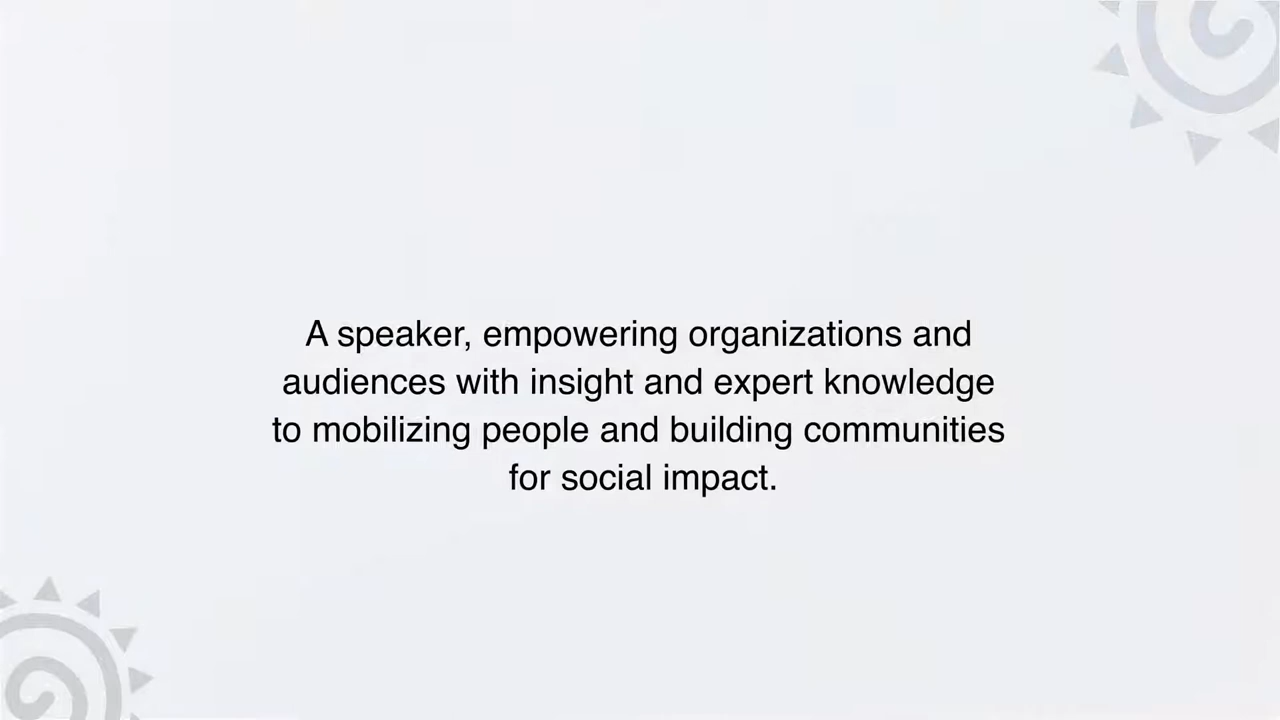 A speaker, empowering organizations and
audiences with insight and expert knowledge
to mobilizing people and building communities
for social impact.